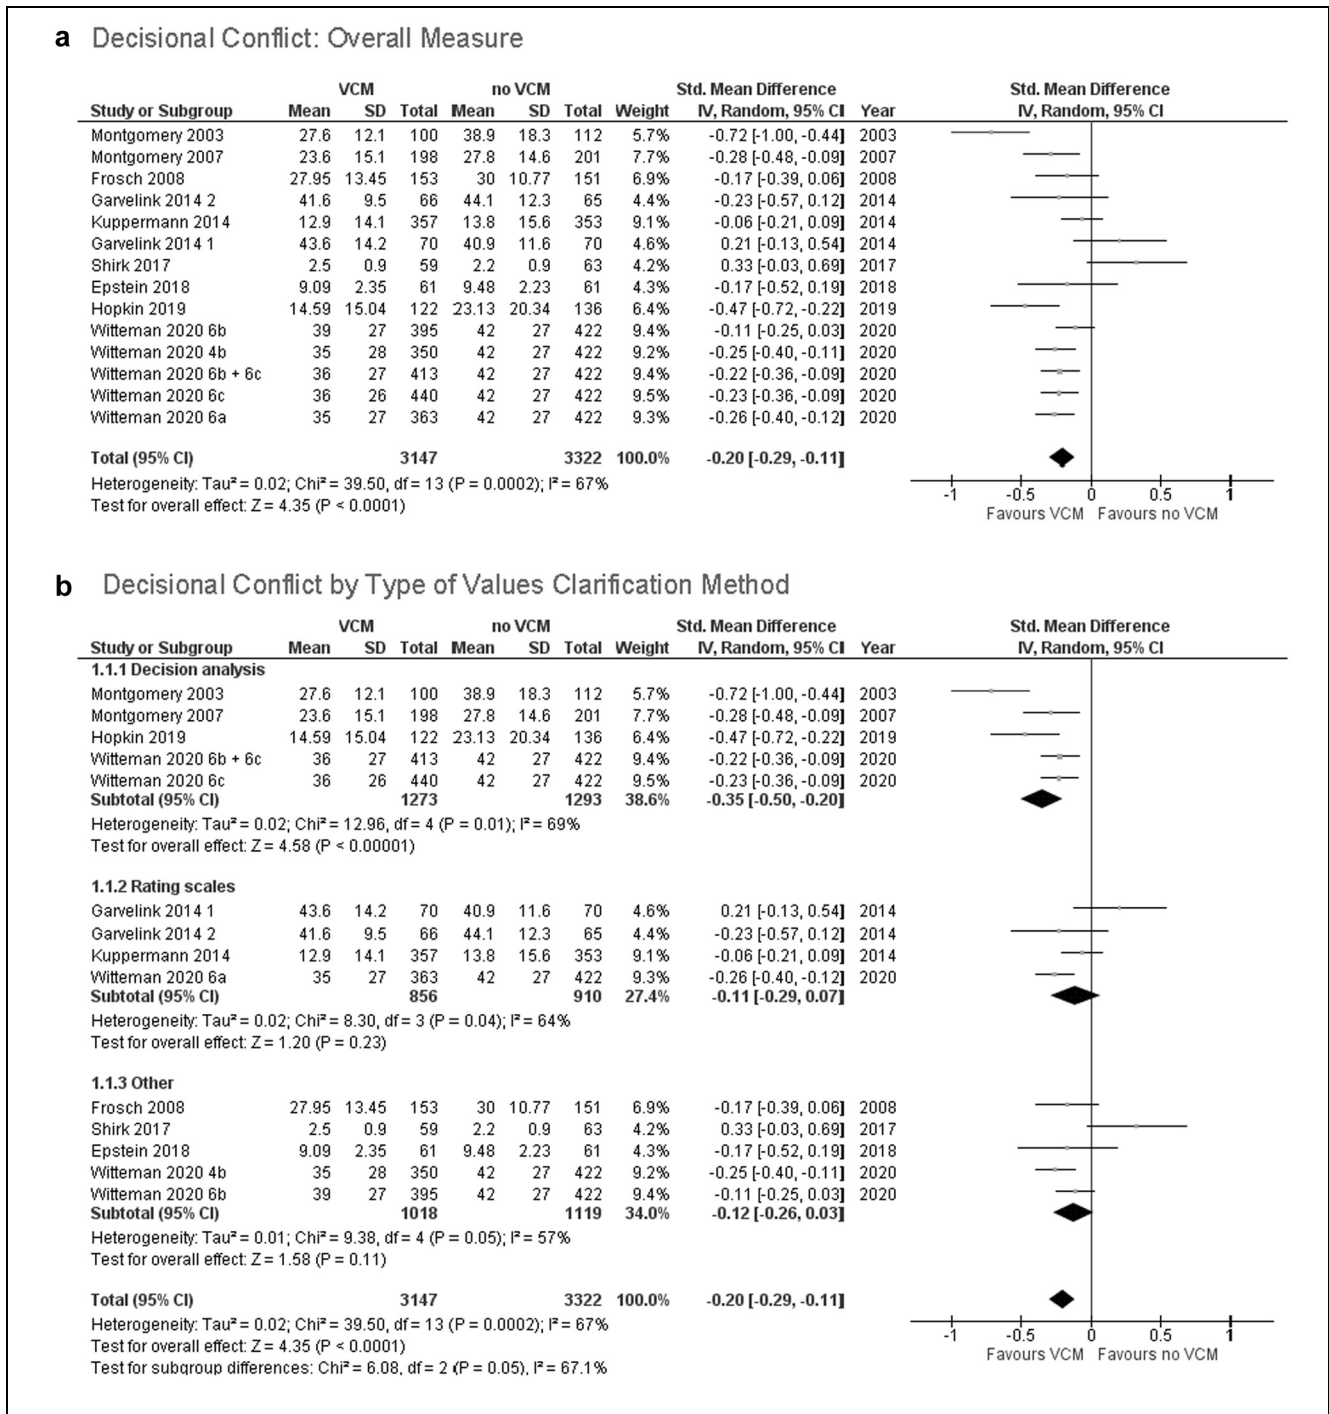 a Decisional Conflict: Overall Measure
VCM no VCM Std. Mean Difference Std. Mean Difference
Study or Subgroup Mean SD Total Mean SD Total Weight IV, Random, 95% CI Year IV, Random, 95% CI
Montgomery 2003 27.6 12.1 100 38.9 18.3 112 5.7% -0.72 [-1.00, -0.44] 2003
Montgomery 2007 23.6 15.1 198 27.8 14.6 201 7.7% -0.28 [-0.48, -0.09] 2007
Frosch 2008 27.95 13.45 153 30 10.77 151 6.9% -0.17 [-0.39, 0.06] 2008
Garvelink 2014 2 41.6 9.5 66 44.1 12.3 65 4.4% -0.23 [-0.57, 0.12] 2014
Kuppermann 2014 12.9 14.1 357 13.8 15.6 353 9.1% -0.06 [-0.21, 0.09] 2014
Garvelink 2014 1 43.6 14.2 70 40.9 11.6 70 4.6% 0.21 [-0.13, 0.54] 2014
Shirk 2017 2.5 0.9 59 2.2 0.9 63 4.2% 0.33 [-0.03, 0.69] 2017
Epstein 2018 9.09 2.35 61 9.48 2.23 61 4.3% -0.17 [-0.52, 0.19] 2018
Hopkin 2019 14.59 15.04 122 23.13 20.34 136 6.4% -0.47 [-0.72, -0.22] 2019
Witteman 2020 6b 39 27 395 42 27 422 9.4% -0.11 [-0.25, 0.03] 2020
Witteman 2020 4b 35 28 350 42 27 422 9.2% -0.25 [-0.40, -0.11] 2020
Witteman 2020 6b + 6c 36 27 413 42 27 422 9.4% -0.22 [-0.36, -0.09] 2020
Witteman 2020 6c 36 26 440 42 27 422 9.5% -0.23 [-0.36, -0.09] 2020
Witteman 2020 6a 35 27 363 42 27 422 9.3% -0.26 [-0.40, -0.12] 2020
Total (95% CI) 3147 3322 100.0% -0.20 [-0.29, -0.11]
Heterogeneity: Tau² = 0.02; Chi² = 39.50, df = 13 (P = 0.0002); I² = 67%
Test for overall effect: Z = 4.35 (P < 0.0001)
-1 -0.5 0 0.5 1
Favours VCM Favours no VCM
b Decisional Conflict by Type of Values Clarification Method
VCM no VCM Std. Mean Difference Std. Mean Difference
Study or Subgroup Mean SD Total Mean SD Total Weight IV, Random, 95% CI Year IV, Random, 95% CI
1.1.1 Decision analysis
Montgomery 2003 27.6 12.1 100 38.9 18.3 112 5.7% -0.72 [-1.00, -0.44] 2003
Montgomery 2007 23.6 15.1 198 27.8 14.6 201 7.7% -0.28 [-0.48, -0.09] 2007
Hopkin 2019 14.59 15.04 122 23.13 20.34 136 6.4% -0.47 [-0.72, -0.22] 2019
Witteman 2020 6b + 6c 36 27 413 42 27 422 9.4% -0.22 [-0.36, -0.09] 2020
Witteman 2020 6c 36 26 440 42 27 422 9.5% -0.23 [-0.36, -0.09] 2020
Subtotal (95% CI) 1273 1293 38.6% -0.35 [-0.50, -0.20]
Heterogeneity: Tau² = 0.02; Chi² = 12.96, df = 4 (P = 0.01); I² = 69%
Test for overall effect: Z = 4.58 (P < 0.00001)
1.1.2 Rating scales
Garvelink 2014 1 43.6 14.2 70 40.9 11.6 70 4.6% 0.21 [-0.13, 0.54] 2014
Garvelink 2014 2 41.6 9.5 66 44.1 12.3 65 4.4% -0.23 [-0.57, 0.12] 2014
Kuppermann 2014 12.9 14.1 357 13.8 15.6 353 9.1% -0.06 [-0.21, 0.09] 2014
Witteman 2020 6a 35 27 363 42 27 422 9.3% -0.26 [-0.40, -0.12] 2020
Subtotal (95% CI) 856 910 27.4% -0.11 [-0.29, 0.07]
Heterogeneity: Tau² = 0.02; Chi² = 8.30, df = 3 (P = 0.04); I² = 64%
Test for overall effect: Z = 1.20 (P = 0.23)
1.1.3 Other
Frosch 2008 27.95 13.45 153 30 10.77 151 6.9% -0.17 [-0.39, 0.06] 2008
Shirk 2017 2.5 0.9 59 2.2 0.9 63 4.2% 0.33 [-0.03, 0.69] 2017
Epstein 2018 9.09 2.35 61 9.48 2.23 61 4.3% -0.17 [-0.52, 0.19] 2018
Witteman 2020 4b 35 28 350 42 27 422 9.2% -0.25 [-0.40, -0.11] 2020
Witteman 2020 6b 39 27 395 42 27 422 9.4% -0.11 [-0.25, 0.03] 2020
Subtotal (95% CI) 1018 1119 34.0% -0.12 [-0.26, 0.03]
Heterogeneity: Tau² = 0.01; Chi² = 9.38, df = 4 (P = 0.05); I² = 57%
Test for overall effect: Z = 1.58 (P = 0.11)
Total (95% CI) 3147 3322 100.0% -0.20 [-0.29, -0.11]
Heterogeneity: Tau² = 0.02; Chi² = 39.50, df = 13 (P = 0.0002); I² = 67%
Test for overall effect: Z = 4.35 (P < 0.0001)
Test for subgroup differences: Chi² = 6.08, df = 2 (P = 0.05), I² = 67.1%
-1 -0.5 0 0.5 1
Favours VCM Favours no VCM